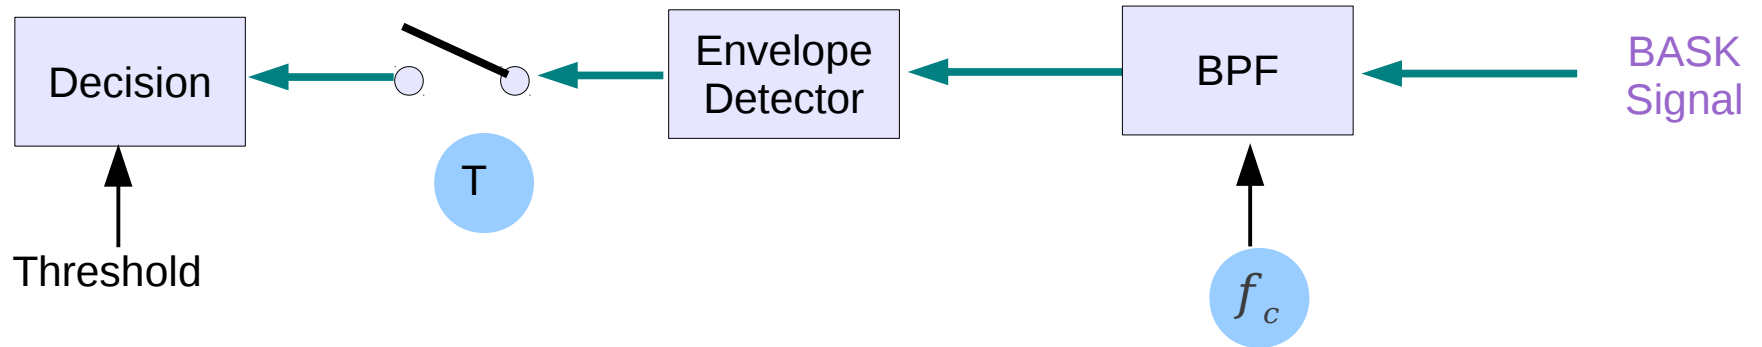 Decision
Envelope
Detector
BPF
BASK
Signal
T
Threshold
f c